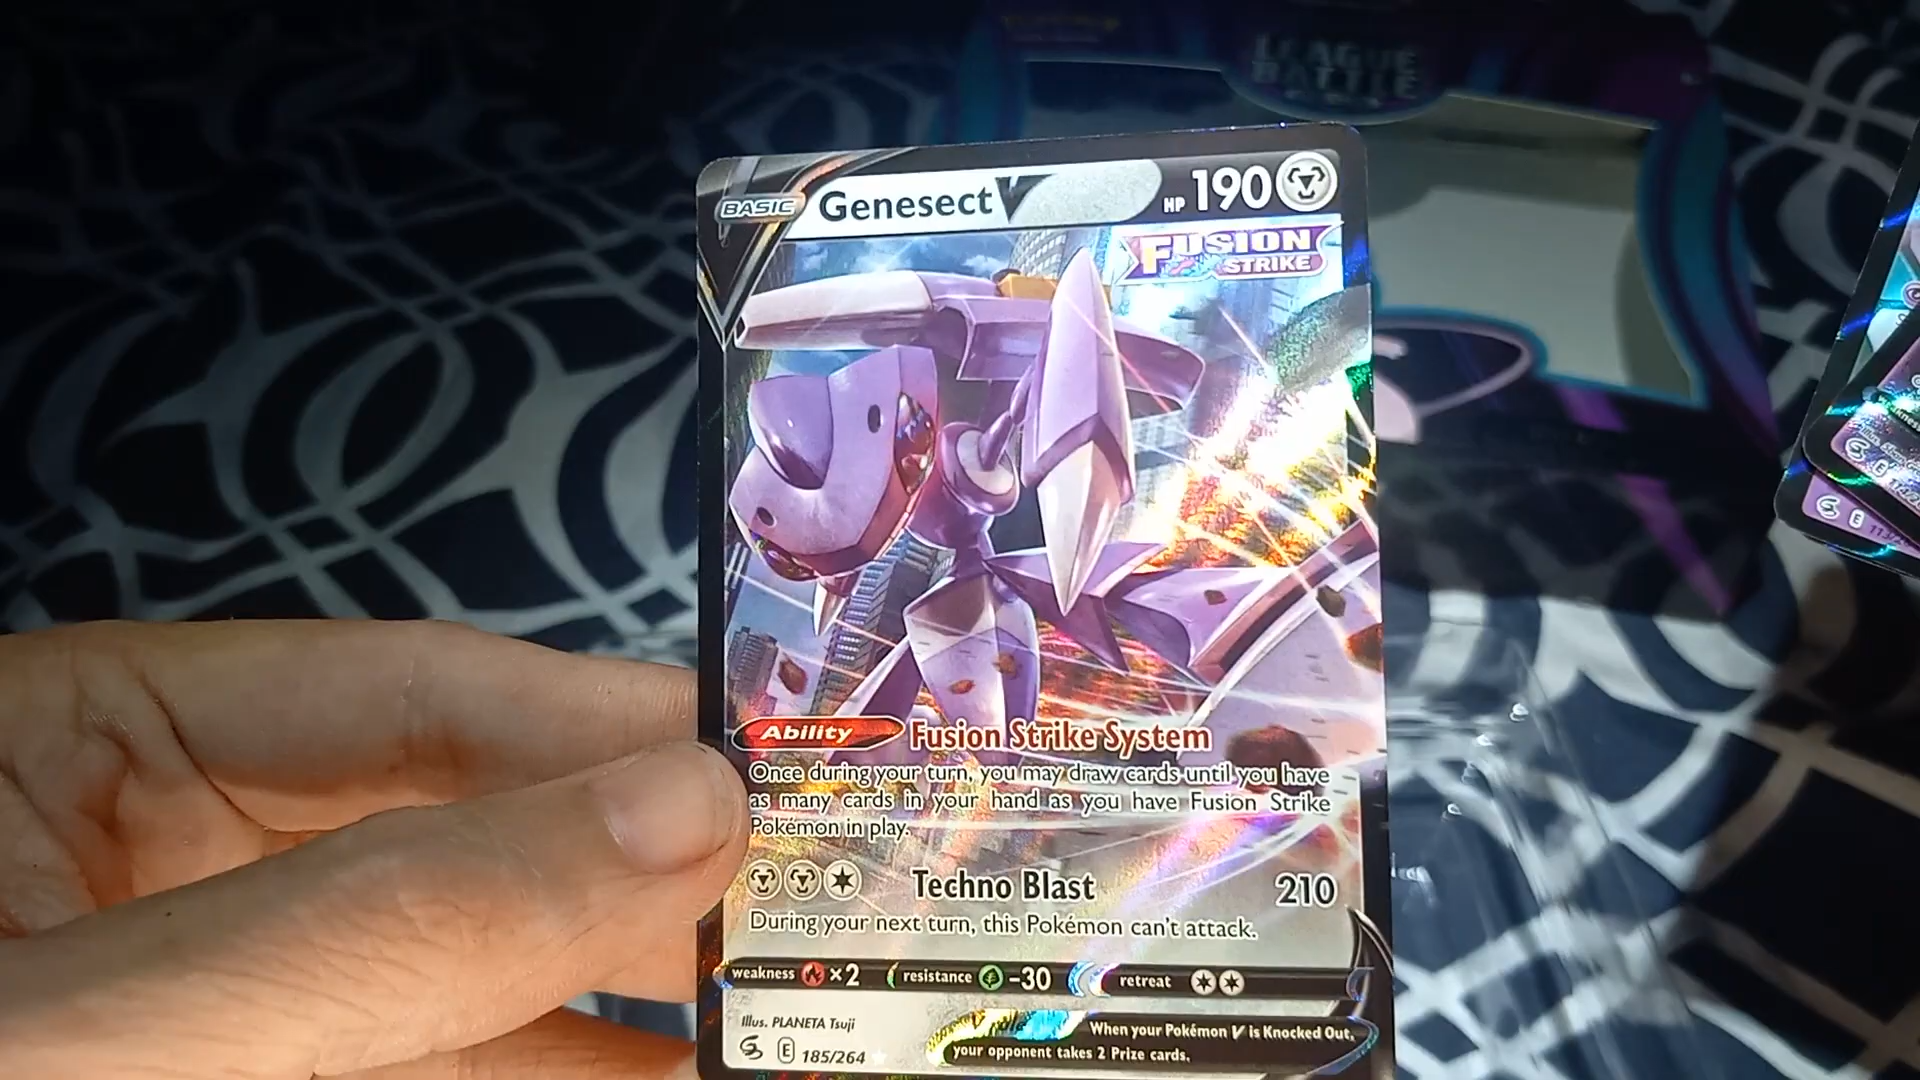 LEAGUE
BATTLE
BASIC Genesect V HP 190
FUSION
STRIKE
Ability Fusion Strike System
Once during your turn, you may draw cards until you have
as many cards in your hand as you have Fusion Strike
Pokémon in play.
Techno Blast 210
During your next turn, this Pokémon can't attack.
weakness ×2 resistance -30 retreat
Illus. PLANETA Tsuji
E 185/264
V rule
When your Pokémon V is Knocked Out,
your opponent takes 2 Prize cards.
E
E